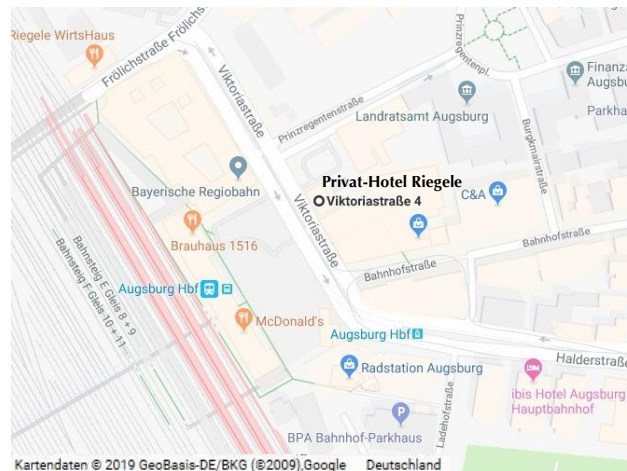 Riegele WirtsHaus
Frölichstraße
Frölichs
Prinzregentenpl.
Viktoriastraße
Prinzregentenstraße
Landratsamt Augsburg
Finanza
Augsbu
Parkha
Burgkmairstraße
Bayerische Regiobahn
Privat-Hotel Riegele
Viktoriastraße 4
C&A
Viktoriastraße
Brauhaus 1516
Bahnhofstraße
Bahnhofstraße
Bahnsteig E Gleis 8 + 9
Bahnsteig F Gleis 10 + 11
Augsburg Hbf
McDonald's
Augsburg Hbf
Halderstraße
Radstation Augsburg
ibis Hotel Augsburg
Hauptbahnhof
Ladehofstraße
BPA Bahnhof-Parkhaus
P
Kartendaten © 2019 GeoBasis-DE/BKG (©2009),Google Deutschland